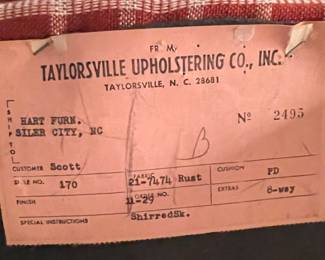 FROM
TAYLORSVILLE UPHOLSTERING CO., INC.
TAYLORSVILLE, N. C. 28681
SHIP TO
HART FURN.
SILER CITY, NC
No 2495
B
CUSTOMER Scott FABRIC CUSHION PD
STYLE NO. 170 21-7474 Rust EXTRAS 8-way
FINISH ORDER NO. 11-29
SPECIAL INSTRUCTIONS ShirredSk.